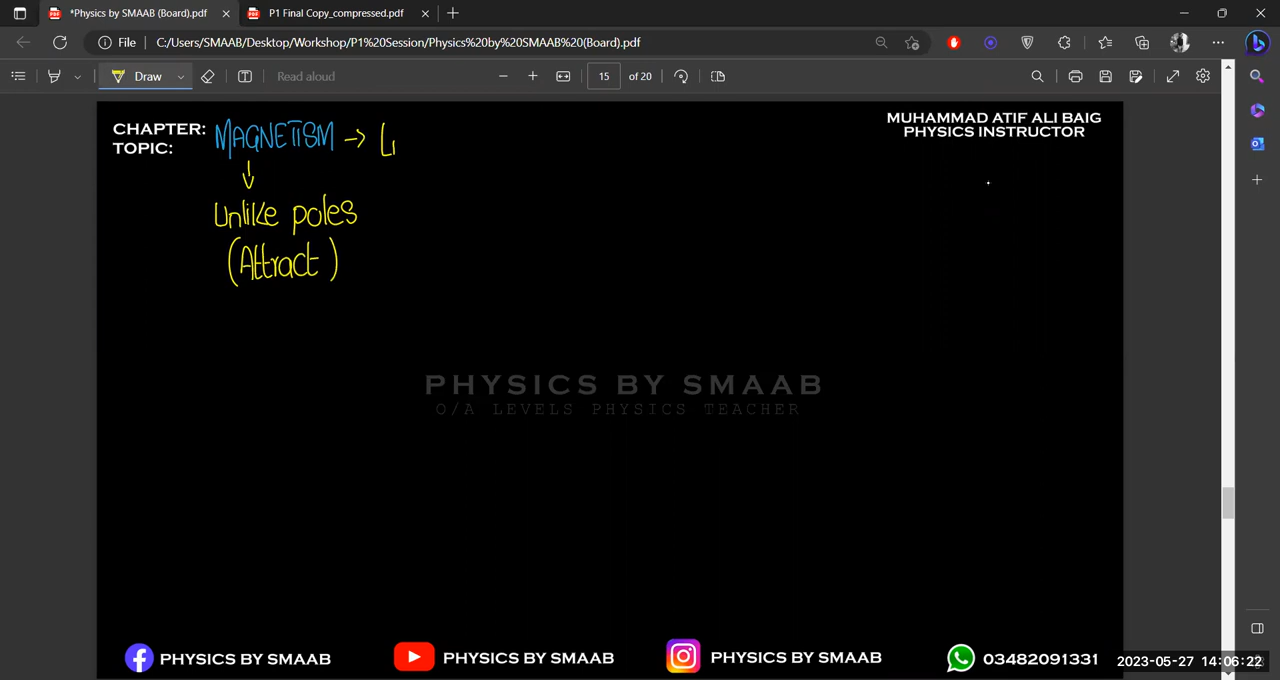 *Physics by SMAAB (Board).pdf
P1 Final Copy_compressed.pdf
File
C:/Users/SMAAB/Desktop/Workshop/P1%20Session/Physics%20by%20SMAAB%20(Board).pdf
Draw
Read aloud
15 of 20
CHAPTER: MAGNETISM → Li
TOPIC:
MUHAMMAD ATIF ALI BAIG
PHYSICS INSTRUCTOR
Unlike poles
(Attract)
PHYSICS BY SMAAB
O/A LEVELS PHYSICS TEACHER
PHYSICS BY SMAAB
PHYSICS BY SMAAB
PHYSICS BY SMAAB
03482091331
2023-05-27 14:06:22